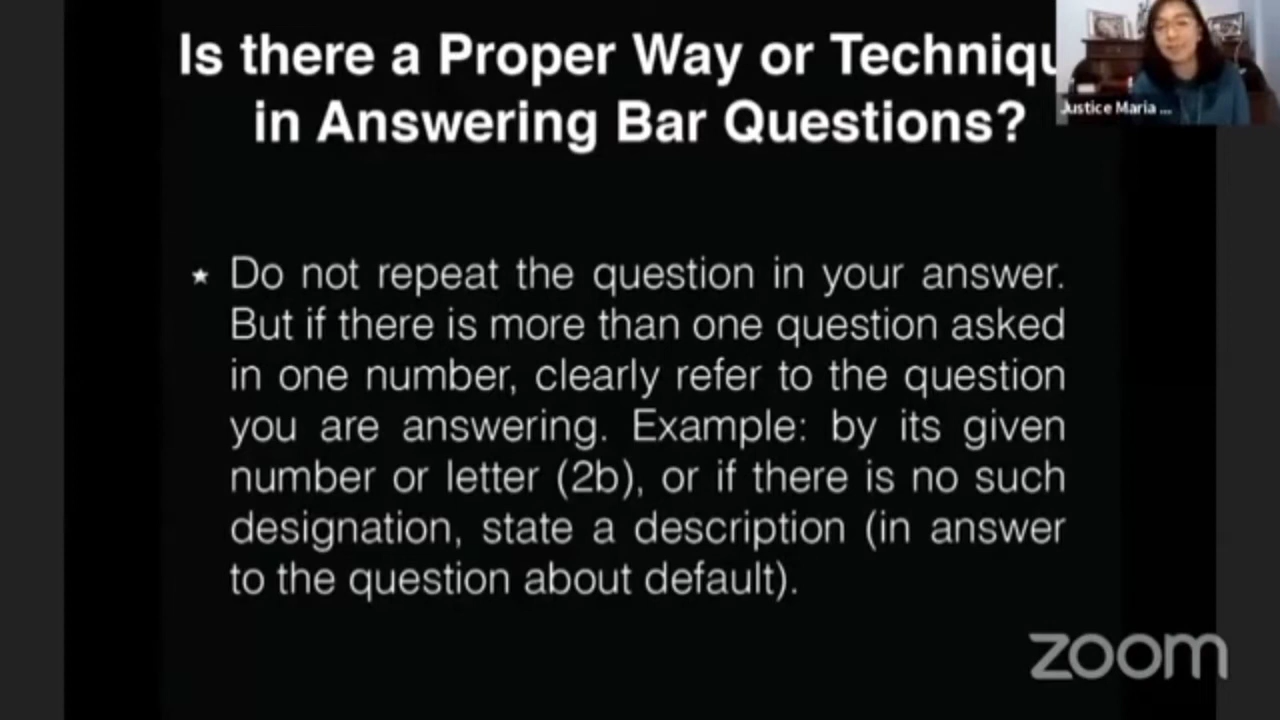 Is there a Proper Way or Techniqu
in Answering Bar Questions?
Justice Maria ...
★ Do not repeat the question in your answer.
But if there is more than one question asked
in one number, clearly refer to the question
you are answering. Example: by its given
number or letter (2b), or if there is no such
designation, state a description (in answer
to the question about default).
zoom